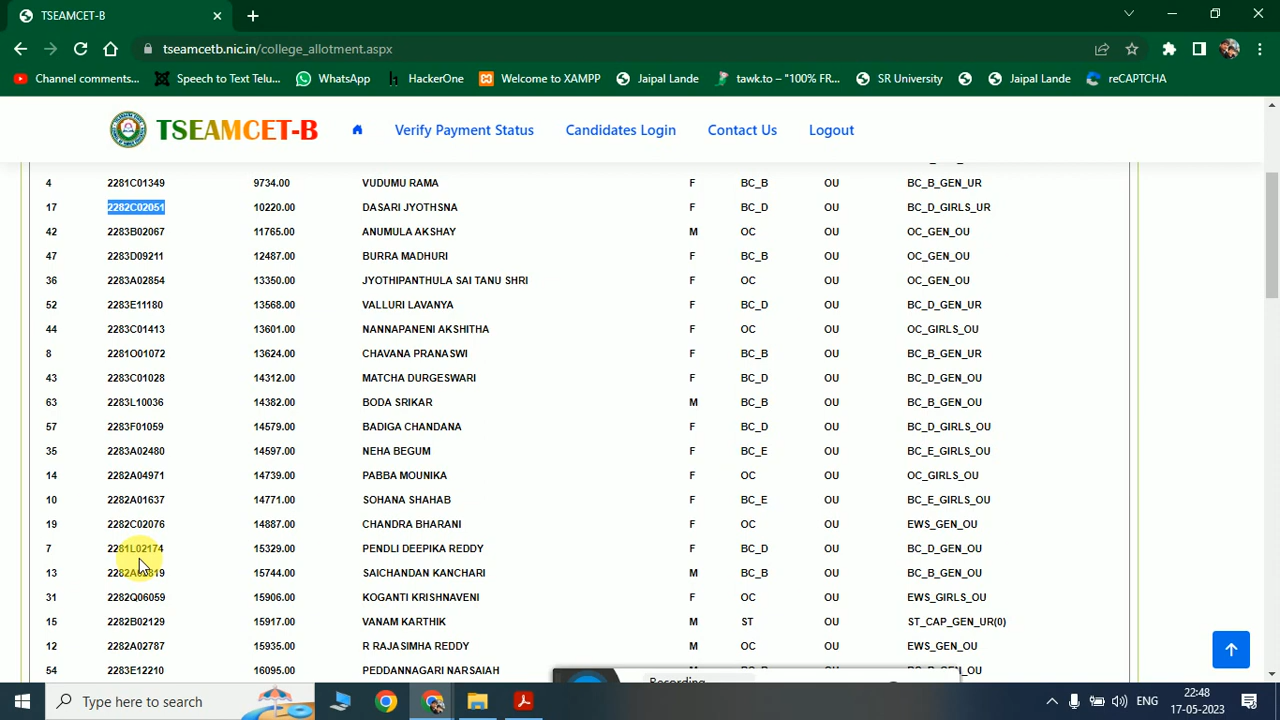 TSEAMCET-B
tseamcetb.nic.in/college_allotment.aspx
Channel comments... Speech to Text Telu... WhatsApp HackerOne Welcome to XAMPP Jaipal Lande tawk.to – "100% FR... SR University Jaipal Lande reCAPTCHA
TSEAMCET-B Verify Payment Status Candidates Login Contact Us Logout
4 2281C01349 9734.00 VUDUMU RAMA F BC_B OU BC_B_GEN_UR
17 2282C02051 10220.00 DASARI JYOTHSNA F BC_D OU BC_D_GIRLS_UR
42 2283B02067 11765.00 ANUMULA AKSHAY M OC OU OC_GEN_OU
47 2283D09211 12487.00 BURRA MADHURI F BC_B OU OC_GEN_OU
36 2283A02854 13350.00 JYOTHIPANTHULA SAI TANU SHRI F OC OU OC_GEN_OU
52 2283E11180 13568.00 VALLURI LAVANYA F BC_D OU BC_D_GEN_UR
44 2283C01413 13601.00 NANNAPANENI AKSHITHA F OC OU OC_GIRLS_OU
8 2281O01072 13624.00 CHAVANA PRANASWI F BC_B OU BC_B_GEN_UR
43 2283C01028 14312.00 MATCHA DURGESWARI F BC_D OU BC_D_GEN_OU
63 2283L10036 14382.00 BODA SRIKAR M BC_B OU BC_B_GEN_OU
57 2283F01059 14579.00 BADIGA CHANDANA F BC_D OU BC_D_GIRLS_OU
35 2283A02480 14597.00 NEHA BEGUM F BC_E OU BC_E_GIRLS_OU
14 2282A04971 14739.00 PABBA MOUNIKA F OC OU OC_GIRLS_OU
10 2282A01637 14771.00 SOHANA SHAHAB F BC_E OU BC_E_GIRLS_OU
19 2282C02076 14887.00 CHANDRA BHARANI F OC OU EWS_GEN_OU
7 2281L02174 15329.00 PENDLI DEEPIKA REDDY F BC_D OU BC_D_GEN_OU
13 15744.00 SAICHANDAN KANCHARI M BC_B OU BC_B_GEN_OU
31 2282Q06059 15906.00 KOGANTI KRISHNAVENI F OC OU EWS_GIRLS_OU
15 2282B02129 15917.00 VANAM KARTHIK M ST OU ST_CAP_GEN_UR(0)
12 2282A02787 15935.00 R RAJASIMHA REDDY M OC OU EWS_GEN_OU
54 2283E12210 16095.00 PEDDANNAGARI NARSAIAH
Type here to search ENG 22:48
17-05-2023